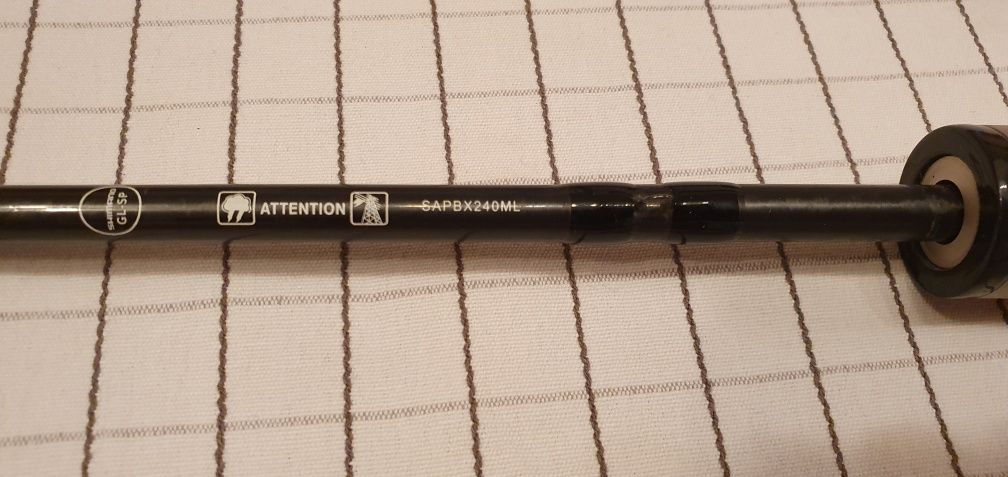 SHIMANO
GL-SP
ATTENTION
SAPBX240ML